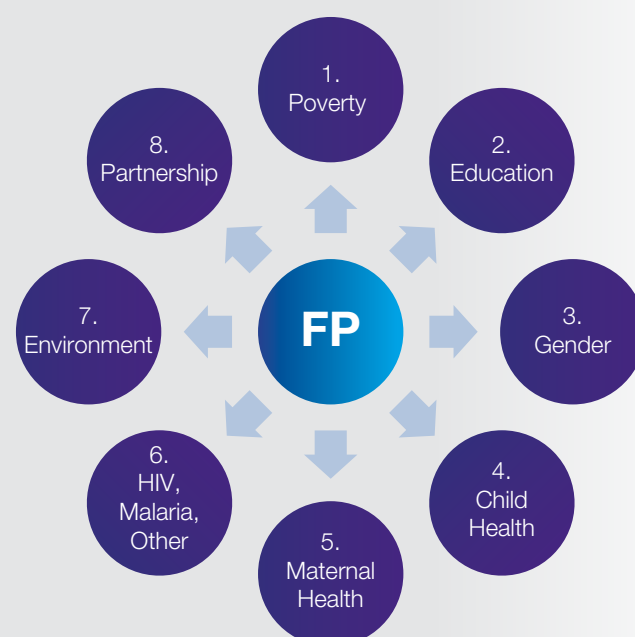 1.
Poverty
2.
Education
3.
Gender
4.
Child
Health
5.
Maternal
Health
6.
HIV,
Malaria,
Other
7.
Environment
8.
Partnership
FP